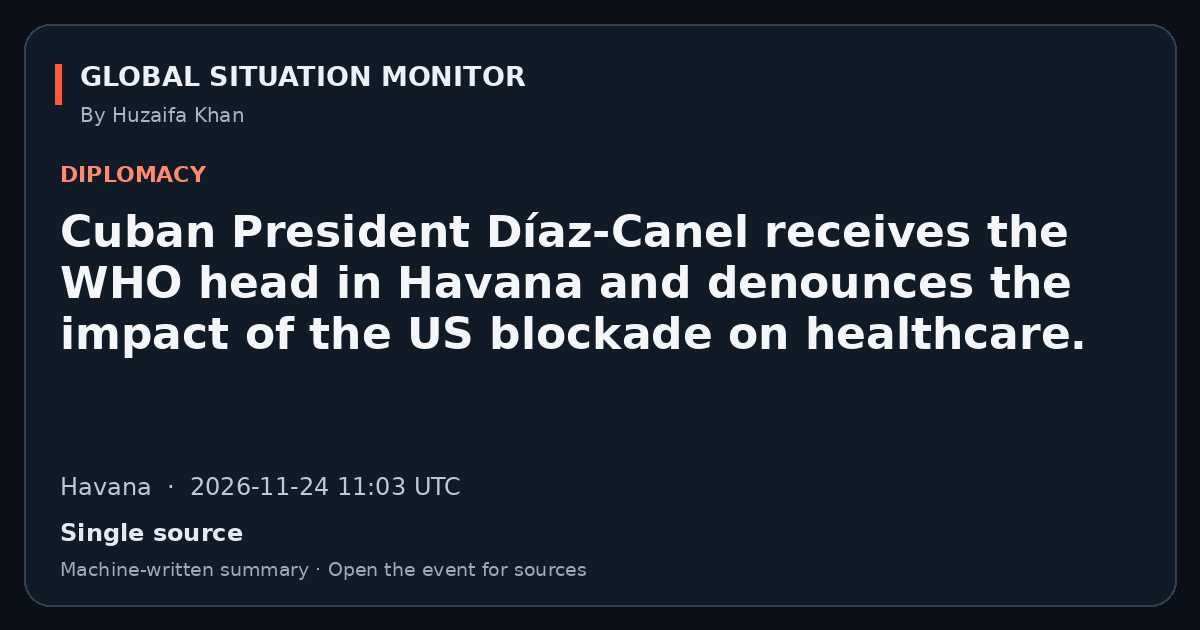 GLOBAL SITUATION MONITOR
By Huzaifa Khan
DIPLOMACY
Cuban President Díaz-Canel receives the
WHO head in Havana and denounces the
impact of the US blockade on healthcare.
Havana · 2026-11-24 11:03 UTC
Single source
Machine-written summary · Open the event for sources